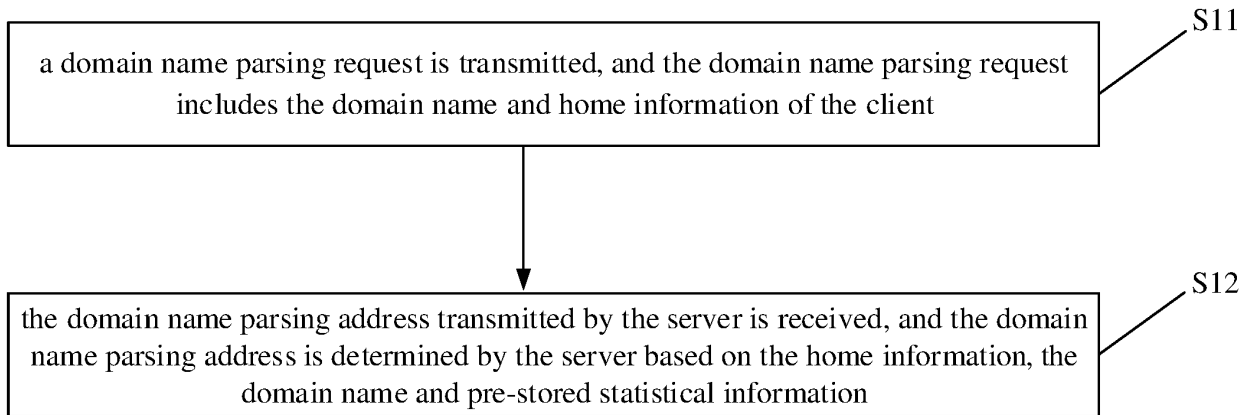 S11
a domain name parsing request is transmitted, and the domain name parsing request
includes the domain name and home information of the client
S12
the domain name parsing address transmitted by the server is received, and the domain
name parsing address is determined by the server based on the home information, the
domain name and pre-stored statistical information